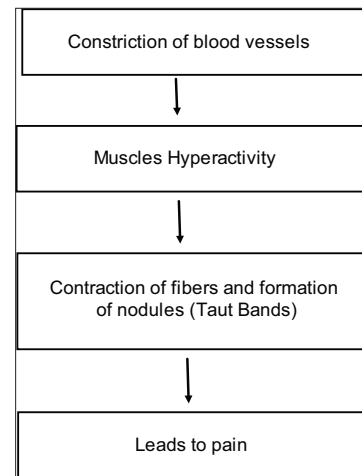 Constriction of blood vessels
Muscles Hyperactivity
Contraction of fibers and formation
of nodules (Taut Bands)
Leads to pain